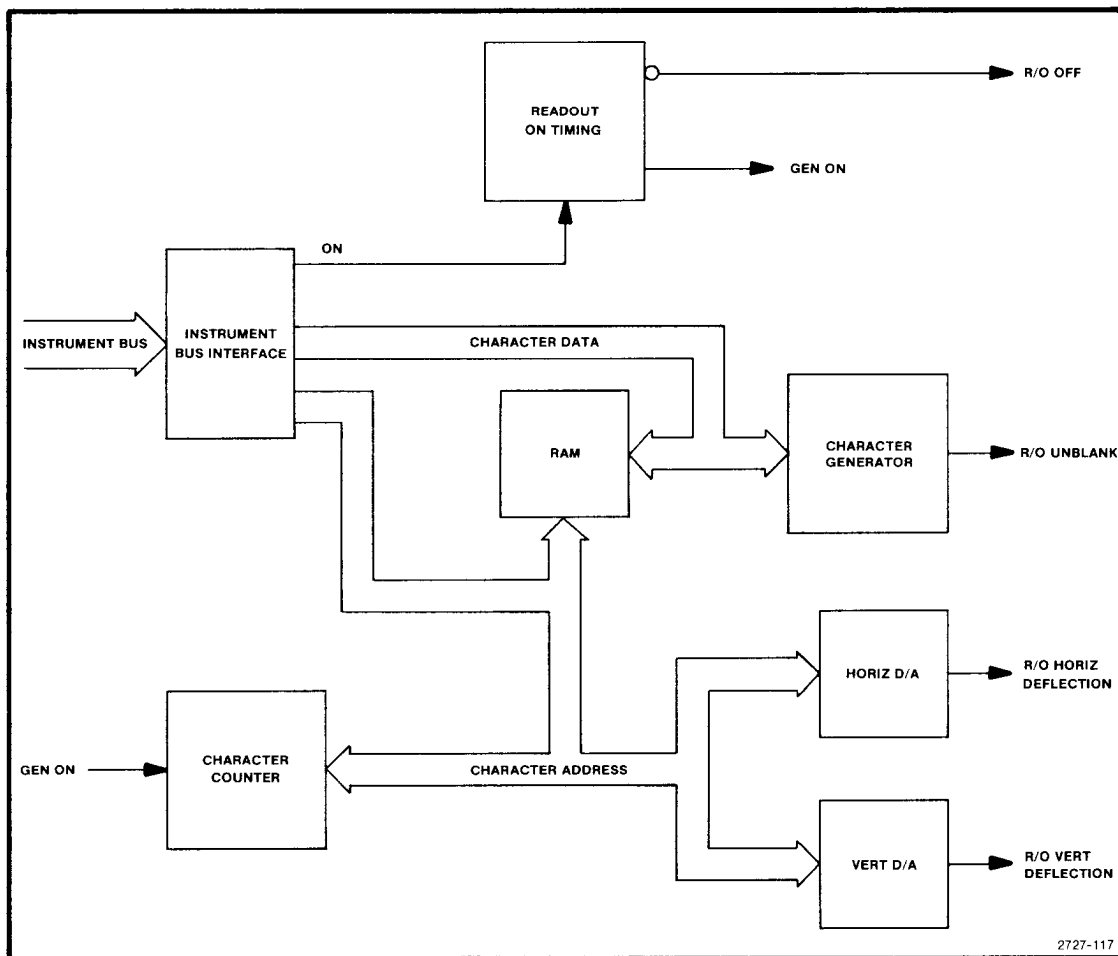 READOUT
ON TIMING
R/O OFF
GEN ON
ON
INSTRUMENT BUS
INSTRUMENT
BUS INTERFACE
CHARACTER DATA
RAM
CHARACTER
GENERATOR
R/O UNBLANK
HORIZ D/A
R/O HORIZ
DEFLECTION
GEN ON
CHARACTER
COUNTER
CHARACTER ADDRESS
VERT D/A
R/O VERT
DEFLECTION
2727-117